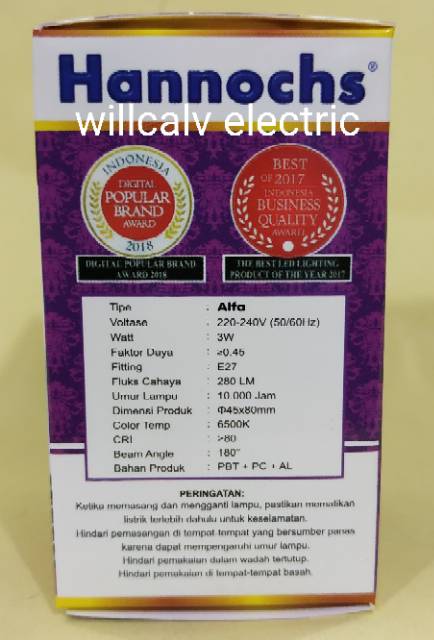 Hannochs®
willcalv electric
INDONESIA
DIGITAL
POPULAR
BRAND
AWARD
2018
DIGITAL POPULAR BRAND
AWARD 2018
BEST
OF 2017
INDONESIA
BUSINESS
QUALITY
AWARD
THE BEST LED LIGHTING
PRODUCT OF THE YEAR 2017
Tipe : Alfa
Voltase : 220-240V (50/60Hz)
Watt : 3W
Faktor Daya : ≥0.45
Fitting : E27
Fluks Cahaya : 280 LM
Umur Lampu : 10.000 Jam
Dimensi Produk : Φ45x80mm
Color Temp : 6500K
CRI : >80
Beam Angle : 180°
Bahan Produk : PBT + PC + AL
PERINGATAN:
Ketika memasang dan mengganti lampu, pastikan mematikan
listrik terlebih dahulu untuk keselamatan.
Hindari pemasangan di tempat-tempat yang bersumber panas
karena dapat mempengaruhi umur lampu.
Hindari pemakaian dalam wadah tertutup.
Hindari pemakaian di tempat-tempat basah.